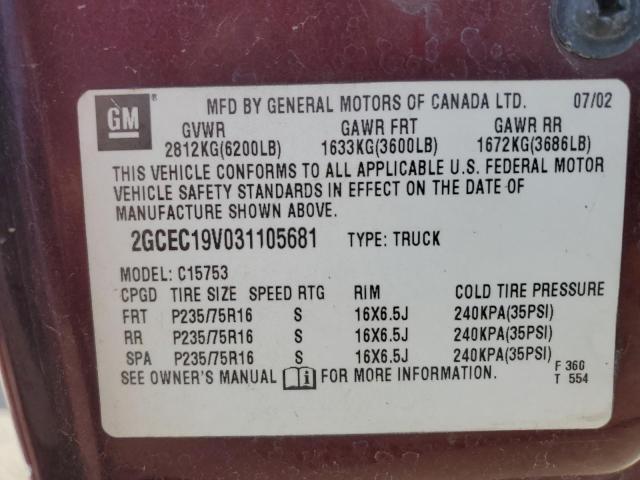 GM® MFD BY GENERAL MOTORS OF CANADA LTD. 07/02
GVWR GAWR FRT GAWR RR
2812KG(6200LB) 1633KG(3600LB) 1672KG(3686LB)
THIS VEHICLE CONFORMS TO ALL APPLICABLE U.S. FEDERAL MOTOR
VEHICLE SAFETY STANDARDS IN EFFECT ON THE DATE OF
MANUFACTURE SHOWN ABOVE.
2GCEC19V031105681 TYPE: TRUCK
MODEL: C15753
CPGD TIRE SIZE SPEED RTG RIM COLD TIRE PRESSURE
FRT P235/75R16 S 16X6.5J 240KPA(35PSI)
RR P235/75R16 S 16X6.5J 240KPA(35PSI)
SPA P235/75R16 S 16X6.5J 240KPA(35PSI)
SEE OWNER'S MANUAL i FOR MORE INFORMATION.
F 360
T 554